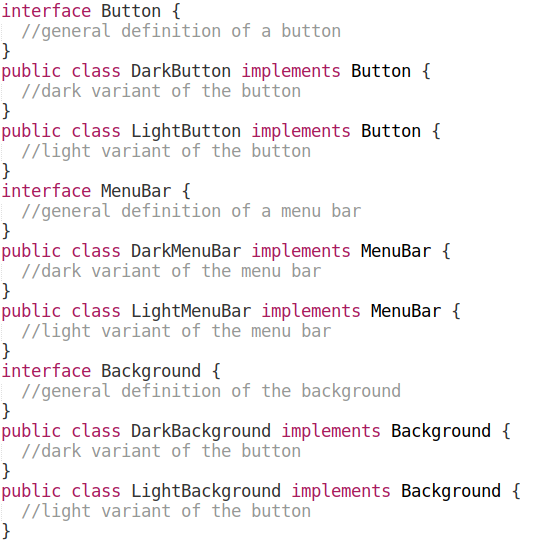 interface Button {
  //general definition of a button
}
public class DarkButton implements Button {
  //dark variant of the button
}
public class LightButton implements Button {
  //light variant of the button
}
interface MenuBar {
  //general definition of a menu bar
}
public class DarkMenuBar implements MenuBar {
  //dark variant of the menu bar
}
public class LightMenuBar implements MenuBar {
  //light variant of the menu bar
}
interface Background {
  //general definition of the background
}
public class DarkBackground implements Background {
  //dark variant of the button
}
public class LightBackground implements Background {
  //light variant of the button
}